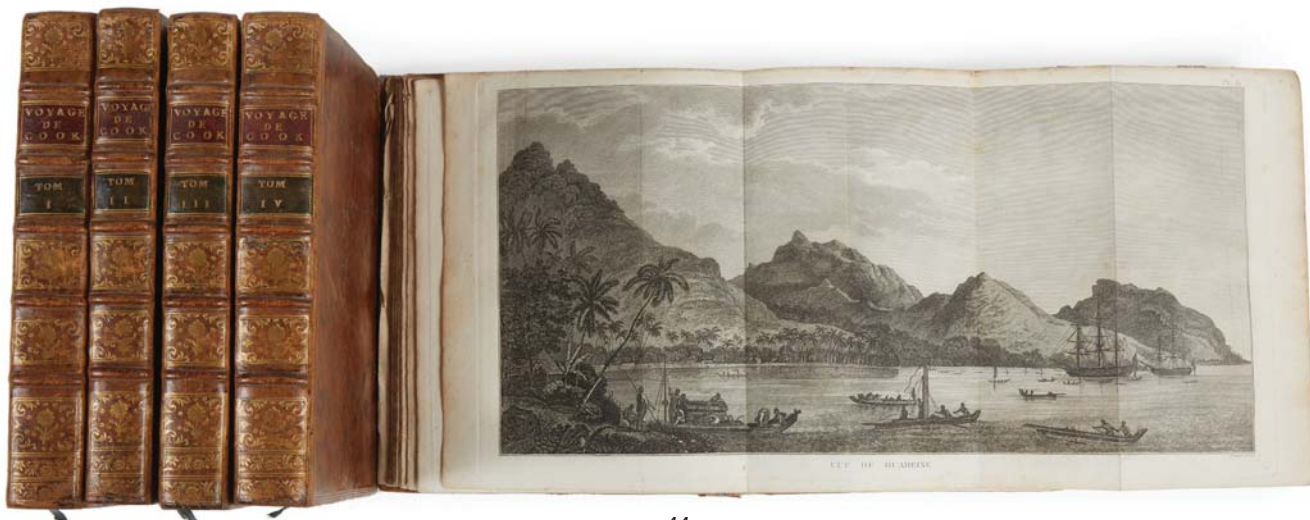 VOYAGE
DE
COOK
TOM
I
VOYAGE
DE
COOK
TOM
II
VOYAGE
DE
COOK
TOM
III
VOYAGE
DE
COOK
TOM
IV
VUE DE HUAHEINE
44